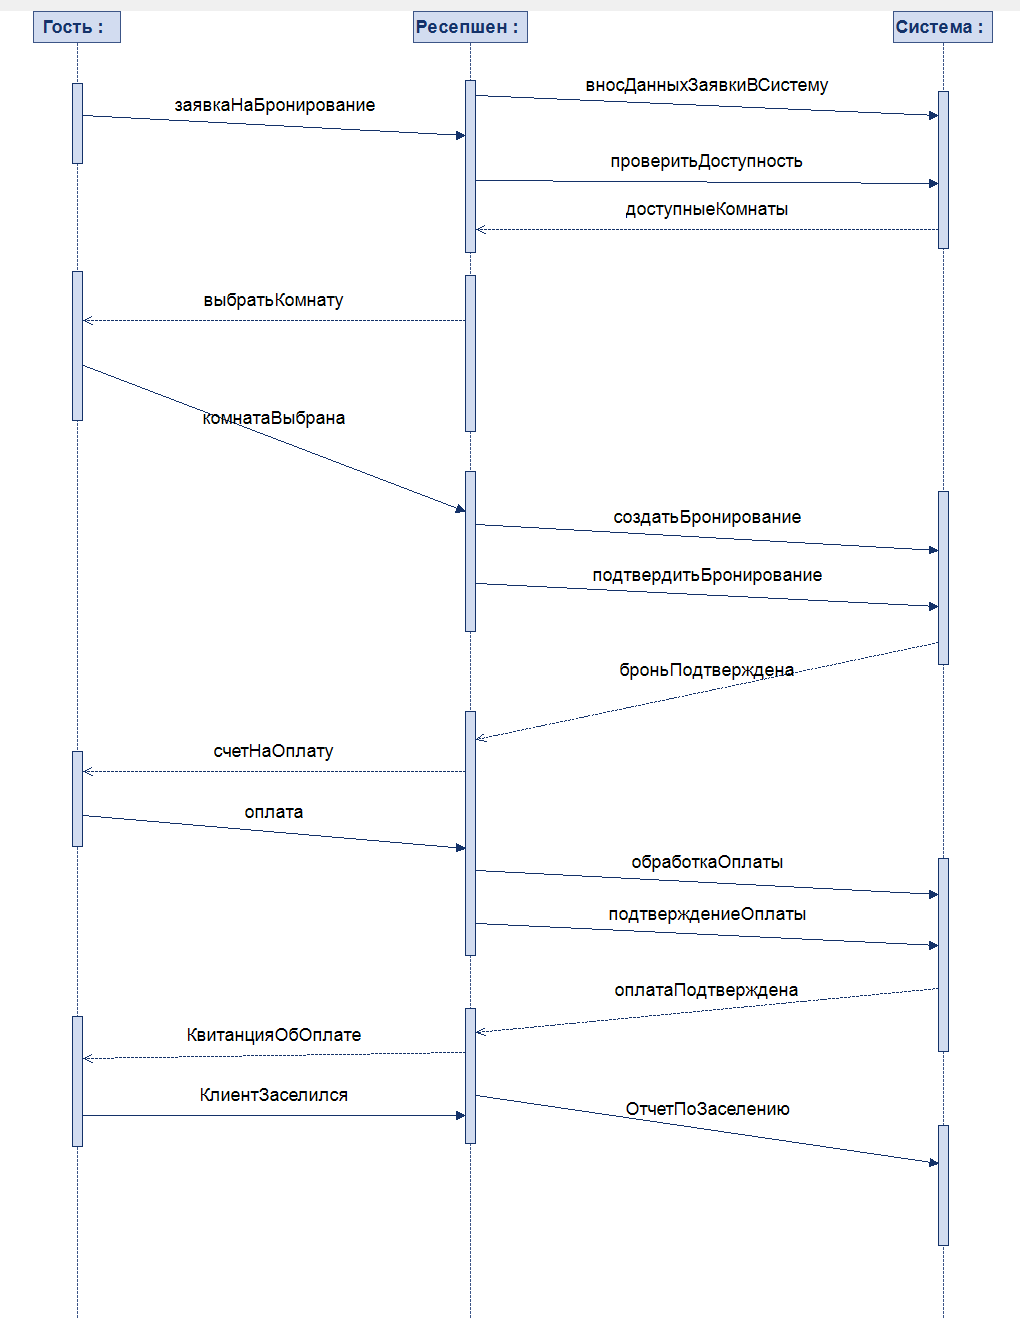 Гость :
Ресепшен :
Система :
вносДанныхЗаявкиВСистему
заявкаНаБронирование
проверитьДоступность
доступныеКомнаты
выбратьКомнату
комнатаВыбрана
создатьБронирование
подтвердитьБронирование
броньПодтверждена
счетНаОплату
оплата
обработкаОплаты
подтверждениеОплаты
оплатаПодтверждена
КвитанцияОбОплате
КлиентЗаселился
ОтчетПоЗаселению